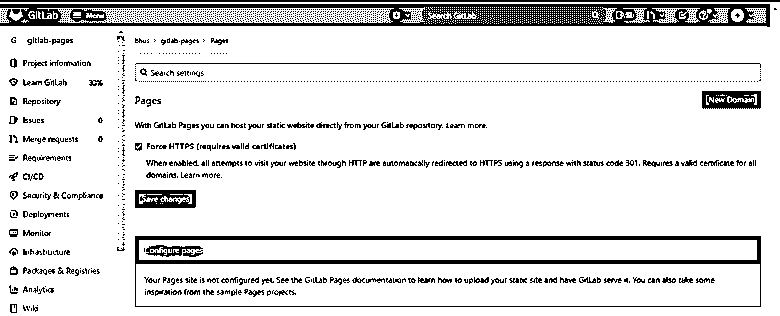 GitLab
Menu
Search GitLab
G gitlab-pages
Project information
Learn GitLab 33%
Repository
Issues 0
Merge requests 0
Requirements
CI/CD
Security & Compliance
Deployments
Monitor
Infrastructure
Packages & Registries
Analytics
Wiki
bhus > gitlab-pages > Pages
Search settings
Pages
New Domain
With GitLab Pages you can host your static website directly from your GitLab repository. Learn more.
Force HTTPS (requires valid certificates)
When enabled, all attempts to visit your website through HTTP are automatically redirected to HTTPS using a response with status code 301. Requires a valid certificate for all
domains. Learn more.
Save changes
Configure pages
Your Pages site is not configured yet. See the GitLab Pages documentation to learn how to upload your static site and have GitLab serve it. You can also take some
inspiration from the sample Pages projects.